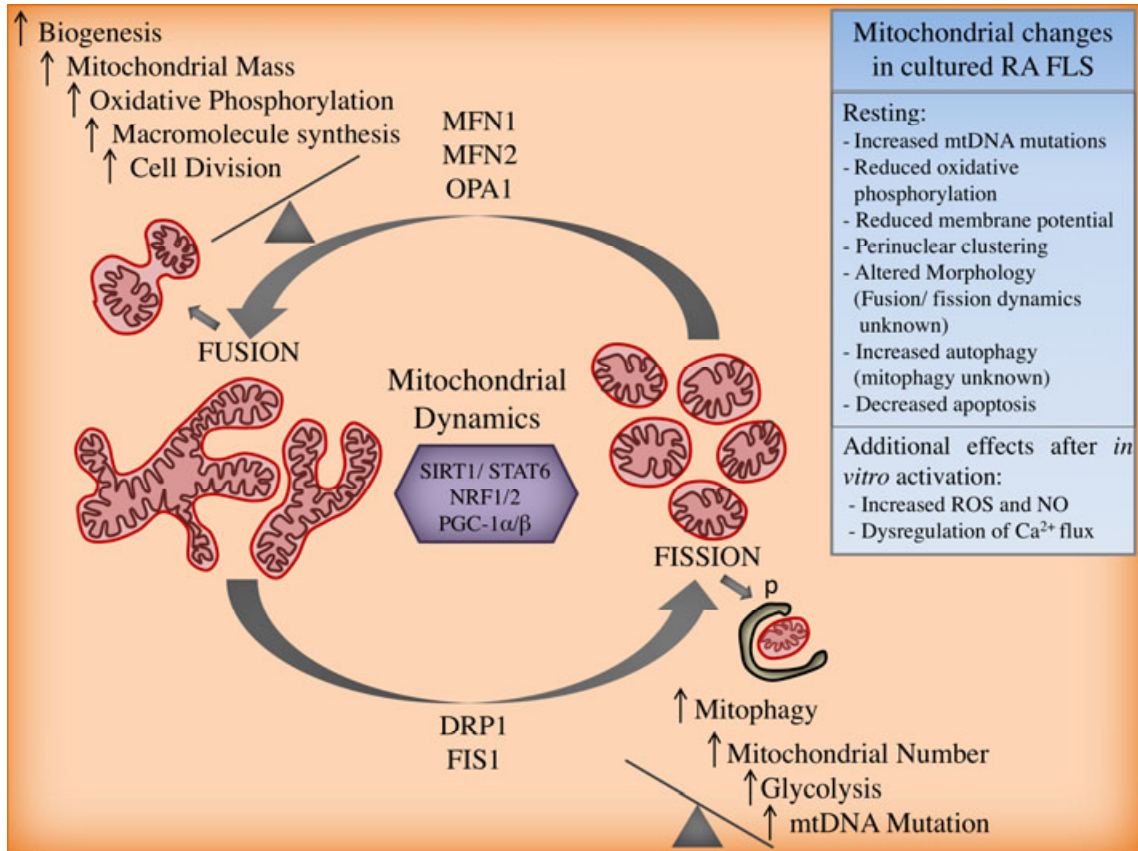 ↑ Biogenesis
↑ Mitochondrial Mass
↑ Oxidative Phosphorylation
↑ Macromolecule synthesis
↑ Cell Division
MFN1
MFN2
OPA1
FUSION
Mitochondrial
Dynamics
SIRT1/ STAT6
NRF1/2
PGC-1α/β
FISSION
p
DRP1
FIS1
↑ Mitophagy
↑ Mitochondrial Number
↑ Glycolysis
↑ mtDNA Mutation
Mitochondrial changes
in cultured RA FLS
Resting:
- Increased mtDNA mutations
- Reduced oxidative
phosphorylation
- Reduced membrane potential
- Perinuclear clustering
- Altered Morphology
(Fusion/ fission dynamics
unknown)
- Increased autophagy
(mitophagy unknown)
- Decreased apoptosis
Additional effects after in
vitro activation:
- Increased ROS and NO
- Dysregulation of Ca²⁺ flux